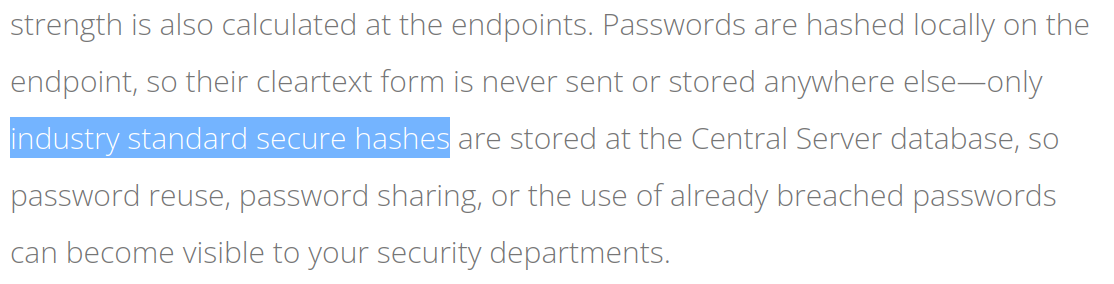 strength is also calculated at the endpoints. Passwords are hashed locally on the
endpoint, so their cleartext form is never sent or stored anywhere else—only
industry standard secure hashes are stored at the Central Server database, so
password reuse, password sharing, or the use of already breached passwords
can become visible to your security departments.